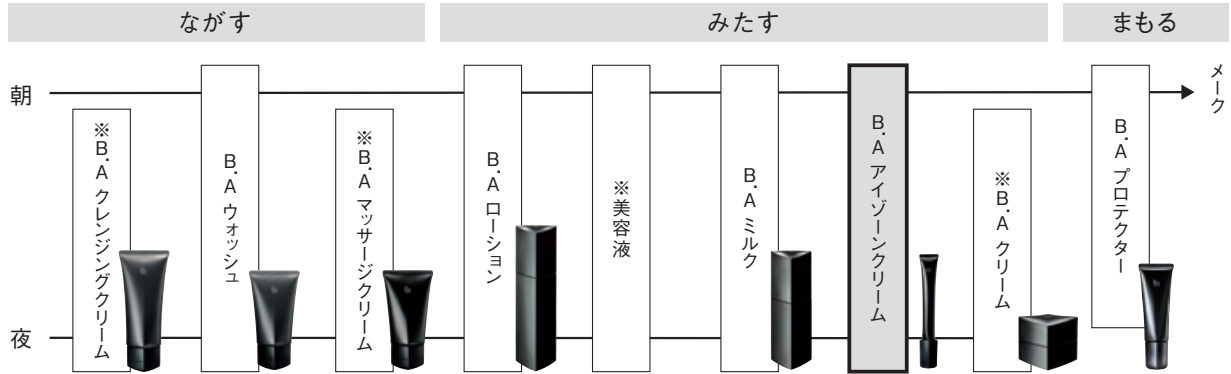 ながす
みたす
まもる
朝
※B.A クレンジングクリーム
B.A ウォッシュ
※B.A マッサージクリーム
B.A ローション
※美容液
B.A ミルク
B.A アイゾーンクリーム
※B.A クリーム
B.A プロテクター
メーク
夜